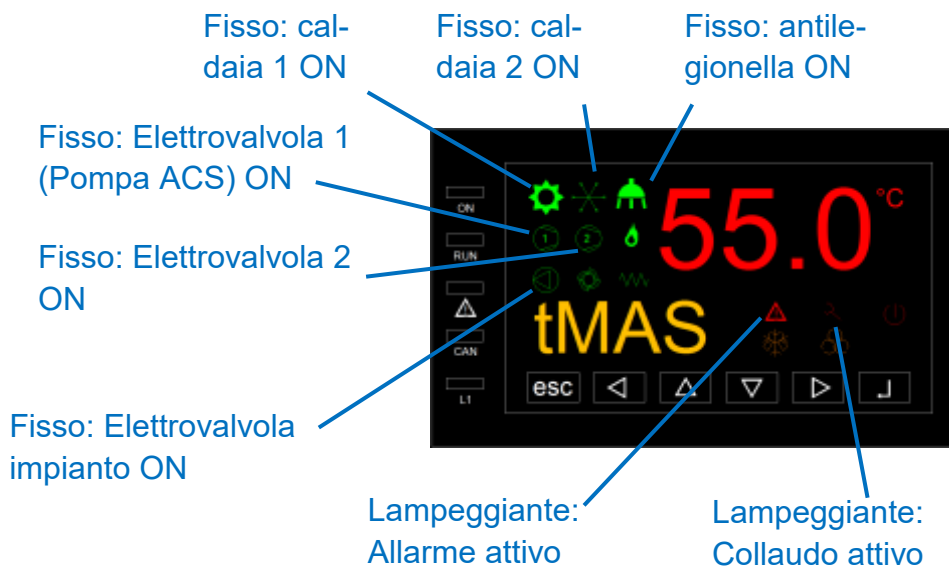 Fisso: cal-
daia 1 ON
Fisso: cal-
daia 2 ON
Fisso: antile-
gionella ON
Fisso: Elettrovalvola 1
(Pompa ACS) ON
Fisso: Elettrovalvola 2
ON
Fisso: Elettrovalvola
impianto ON
ON
RUN
CAN
L1
1
2
55.0 °C
tMAS
esc
Lampeggiante:
Allarme attivo
Lampeggiante:
Collaudo attivo